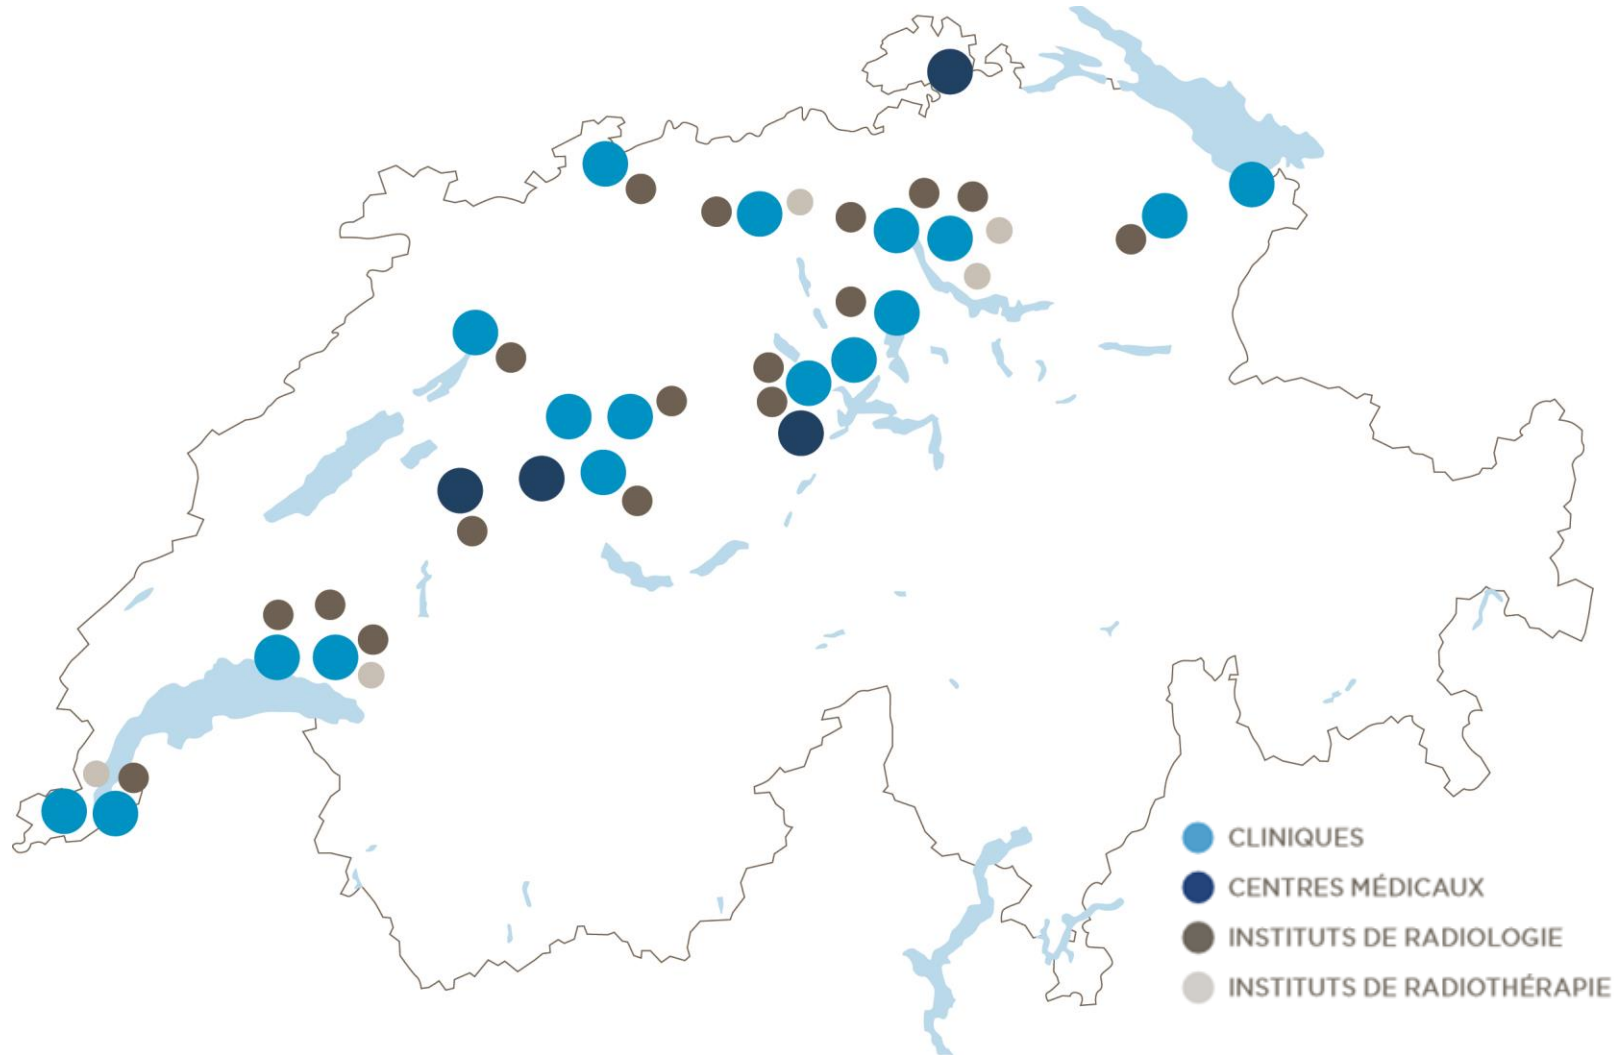 CLINIQUES
CENTRES MÉDICAUX
INSTITUTS DE RADIOLOGIE
INSTITUTS DE RADIOTHÉRAPIE